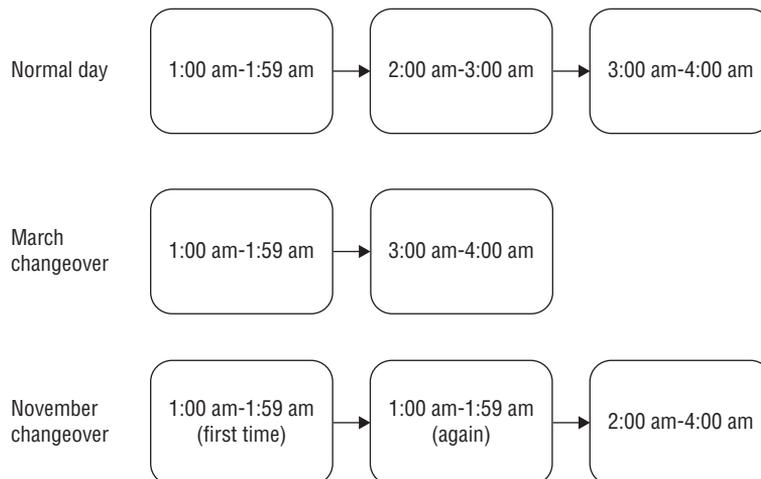 Normal day
1:00 am-1:59 am
2:00 am-3:00 am
3:00 am-4:00 am
March
changeover
1:00 am-1:59 am
3:00 am-4:00 am
November
changeover
1:00 am-1:59 am
(first time)
1:00 am-1:59 am
(again)
2:00 am-4:00 am